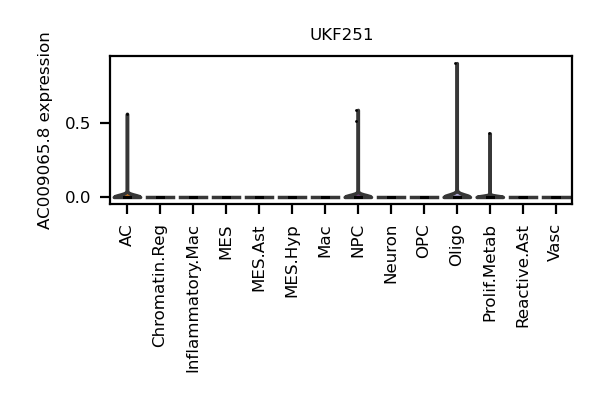 UKF251
AC009065.8 expression
0.5
0.0
AC
Chromatin.Reg
Inflammatory.Mac
MES
MES.Ast
MES.Hyp
Mac
NPC
Neuron
OPC
Oligo
Prolif.Metab
Reactive.Ast
Vasc